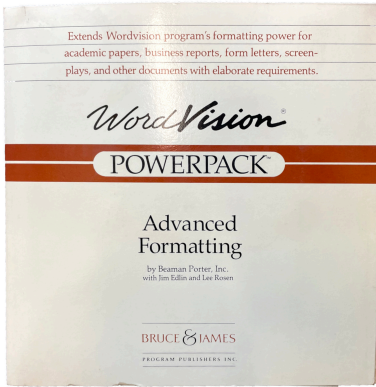 Extends Wordvision program's formatting power for
academic papers, business reports, form letters, screen-
plays, and other documents with elaborate requirements.
WordVision®
POWERPACK™
Advanced
Formatting
by Beaman Porter, Inc.
with Jim Edlin and Lee Rosen
BRUCE & JAMES
PROGRAM PUBLISHERS INC.